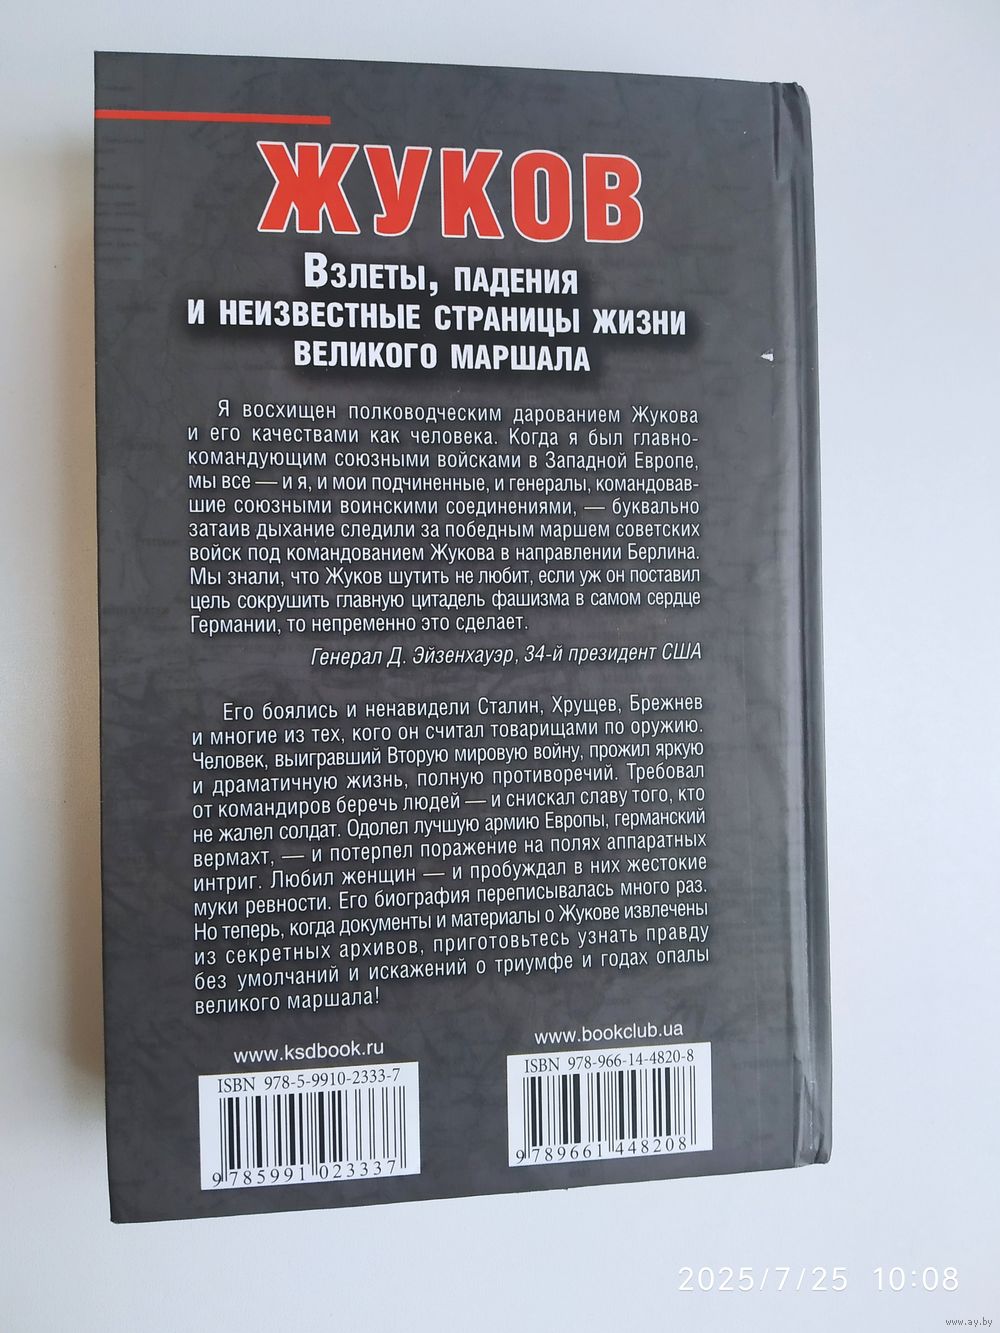 ЖУКОВ
Взлеты, падения
и неизвестные страницы жизни
великого маршала
Я восхищен полководческим дарованием Жукова
и его качествами как человека. Когда я был главно-
командующим союзными войсками в Западной Европе,
мы все — и я, и мои подчиненные, и генералы, командовав-
шие союзными воинскими соединениями, — буквально
затаив дыхание следили за победным маршем советских
войск под командованием Жукова в направлении Берлина.
Мы знали, что Жуков шутить не любит, если уж он поставил
цель сокрушить главную цитадель фашизма в самом сердце
Германии, то непременно это сделает.
Генерал Д. Эйзенхауэр, 34-й президент США
Его боялись и ненавидели Сталин, Хрущев, Брежнев
и многие из тех, кого он считал товарищами по оружию.
Человек, выигравший Вторую мировую войну, прожил яркую
и драматичную жизнь, полную противоречий. Требовал
от командиров беречь людей — и снискал славу того, кто
не жалел солдат. Одолел лучшую армию Европы, германский
вермахт, — и потерпел поражение на полях аппаратных
интриг. Любил женщин — и пробуждал в них жестокие
муки ревности. Его биография переписывалась много раз.
Но теперь, когда документы и материалы о Жукове извлечены
из секретных архивов, приготовьтесь узнать правду
без умолчаний и искажений о триумфе и годах опалы
великого маршала!
www.ksdbook.ru
ISBN 978-5-9910-2333-7
9 785991 023337
www.bookclub.ua
ISBN 978-966-14-4820-8
9 789661 448208
2025/7/25 10:08
www.ay.by